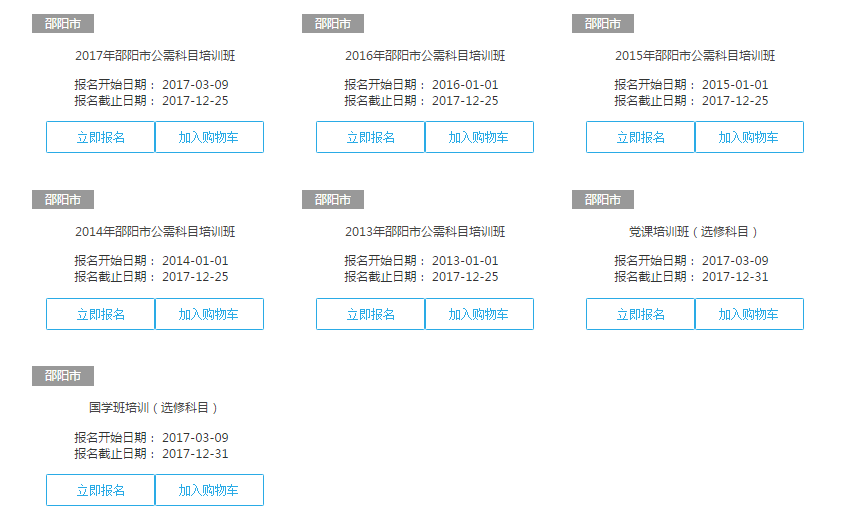 邵阳市
2017年邵阳市公需科目培训班
报名开始日期： 2017-03-09
报名截止日期： 2017-12-25
立即报名
加入购物车
邵阳市
2016年邵阳市公需科目培训班
报名开始日期： 2016-01-01
报名截止日期： 2017-12-25
立即报名
加入购物车
邵阳市
2015年邵阳市公需科目培训班
报名开始日期： 2015-01-01
报名截止日期： 2017-12-25
立即报名
加入购物车
邵阳市
2014年邵阳市公需科目培训班
报名开始日期： 2014-01-01
报名截止日期： 2017-12-25
立即报名
加入购物车
邵阳市
2013年邵阳市公需科目培训班
报名开始日期： 2013-01-01
报名截止日期： 2017-12-25
立即报名
加入购物车
邵阳市
党课培训班（选修科目）
报名开始日期： 2017-03-09
报名截止日期： 2017-12-31
立即报名
加入购物车
邵阳市
国学班培训（选修科目）
报名开始日期： 2017-03-09
报名截止日期： 2017-12-31
立即报名
加入购物车